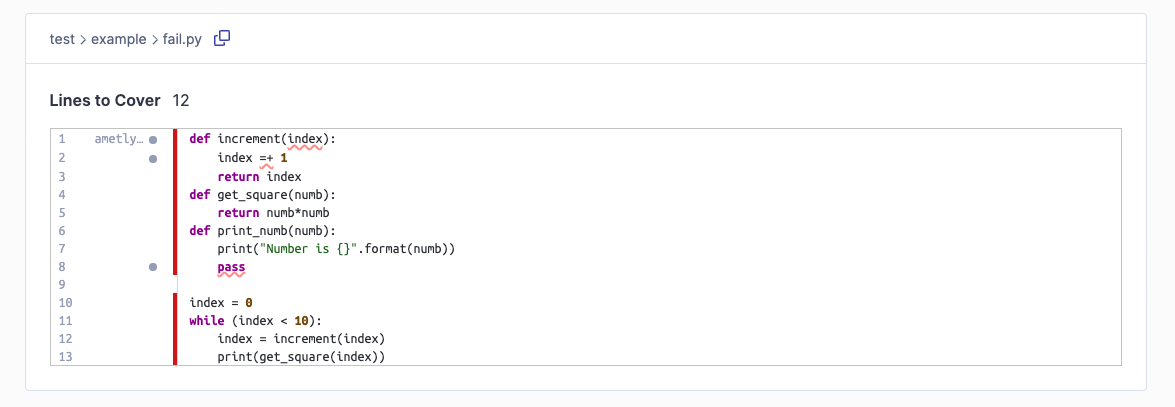 test > example > fail.py
Lines to Cover 12
1 ametly… def increment(index):
2 index =+ 1
3 return index
4 def get_square(numb):
5 return numb*numb
6 def print_numb(numb):
7 print("Number is {}".format(numb))
8 pass
9
10 index = 0
11 while (index < 10):
12 index = increment(index)
13 print(get_square(index))